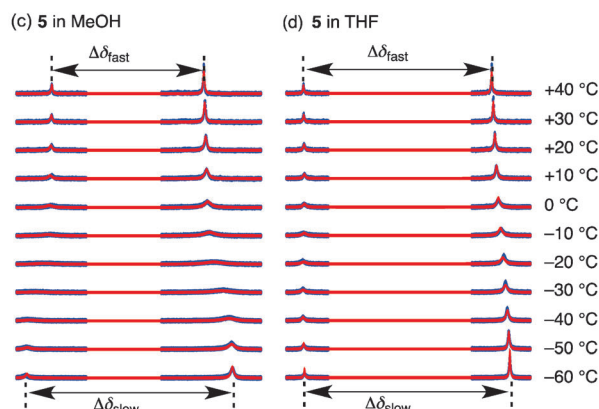 (c) 5 in MeOH
(d) 5 in THF
Δδfast
Δδfast
+40 °C
+30 °C
+20 °C
+10 °C
0 °C
−10 °C
−20 °C
−30 °C
−40 °C
−50 °C
−60 °C
Δδslow
Δδslow